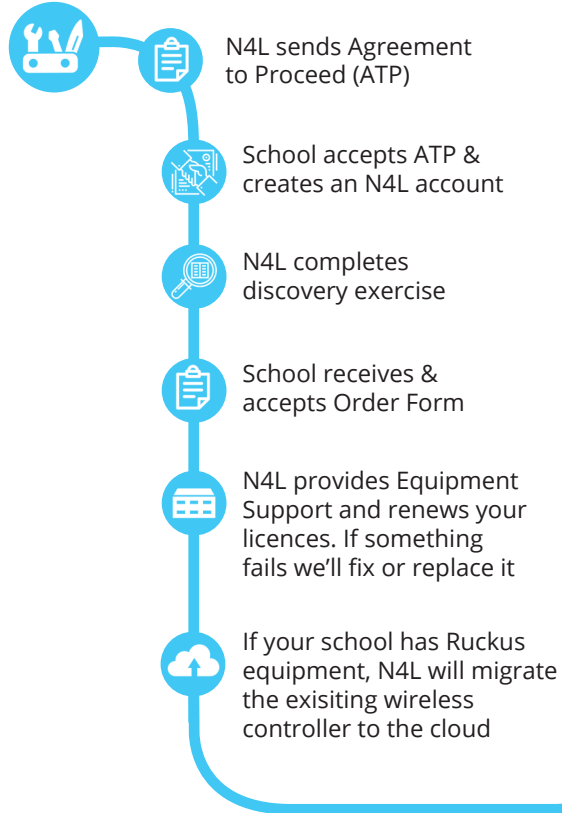 N4L sends Agreement
to Proceed (ATP)
School accepts ATP &
creates an N4L account
N4L completes
discovery exercise
School receives &
accepts Order Form
N4L provides Equipment
Support and renews your
licences. If something
fails we’ll fix or replace it
If your school has Ruckus
equipment, N4L will migrate
the exisiting wireless
controller to the cloud